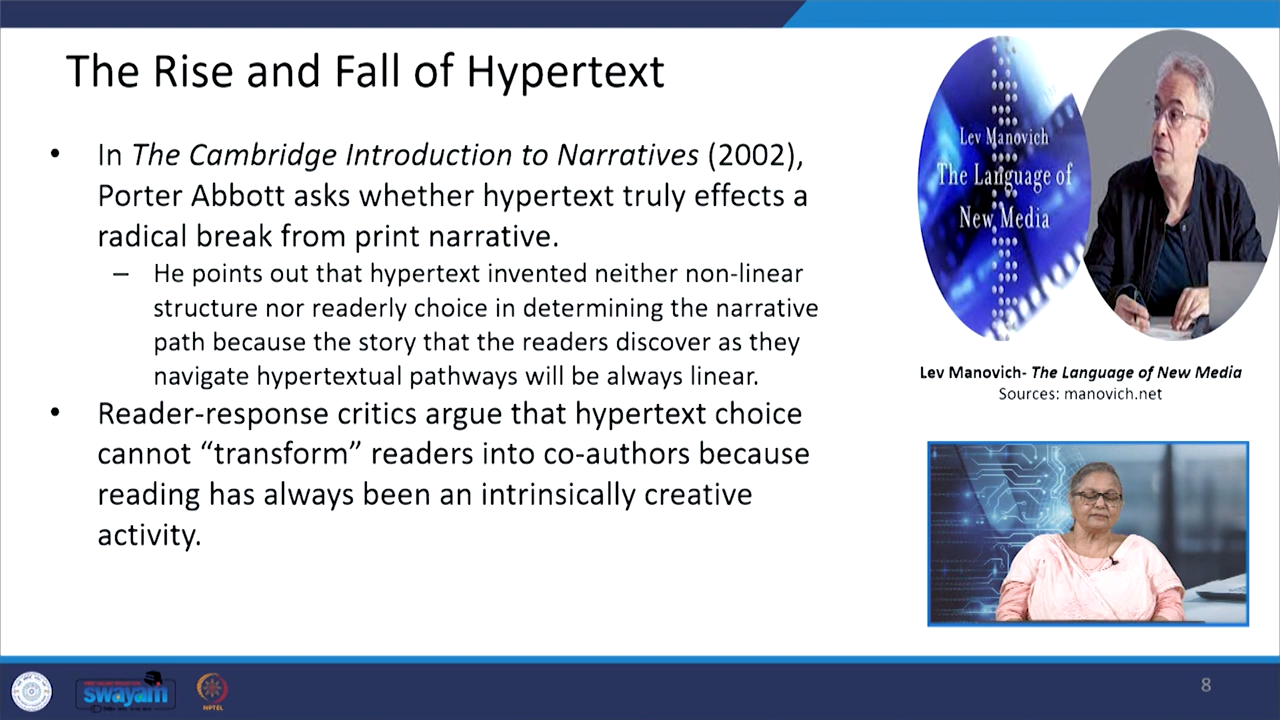 The Rise and Fall of Hypertext
• In The Cambridge Introduction to Narratives (2002),
Porter Abbott asks whether hypertext truly effects a
radical break from print narrative.
– He points out that hypertext invented neither non-linear
structure nor readerly choice in determining the narrative
path because the story that the readers discover as they
navigate hypertextual pathways will be always linear.
• Reader-response critics argue that hypertext choice
cannot “transform” readers into co-authors because
reading has always been an intrinsically creative
activity.
Lev Manovich
The Language of
New Media
Lev Manovich- The Language of New Media
Sources: manovich.net
swayam
NPTEL
8